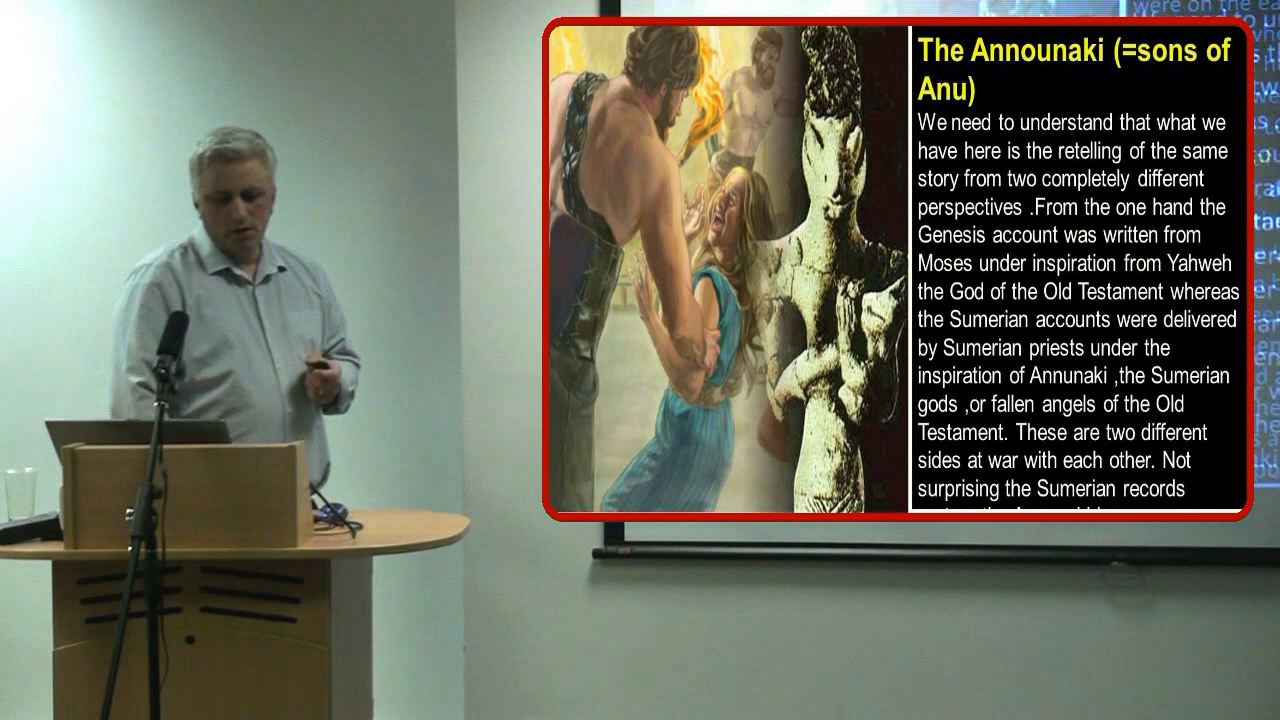 The Announaki (=sons of
Anu)
We need to understand that what we
have here is the retelling of the same
story from two completely different
perspectives .From the one hand the
Genesis account was written from
Moses under inspiration from Yahweh
the God of the Old Testament whereas
the Sumerian accounts were delivered
by Sumerian priests under the
inspiration of Annunaki ,the Sumerian
gods ,or fallen angels of the Old
Testament. These are two different
sides at war with each other. Not
surprising the Sumerian records
were on the ea